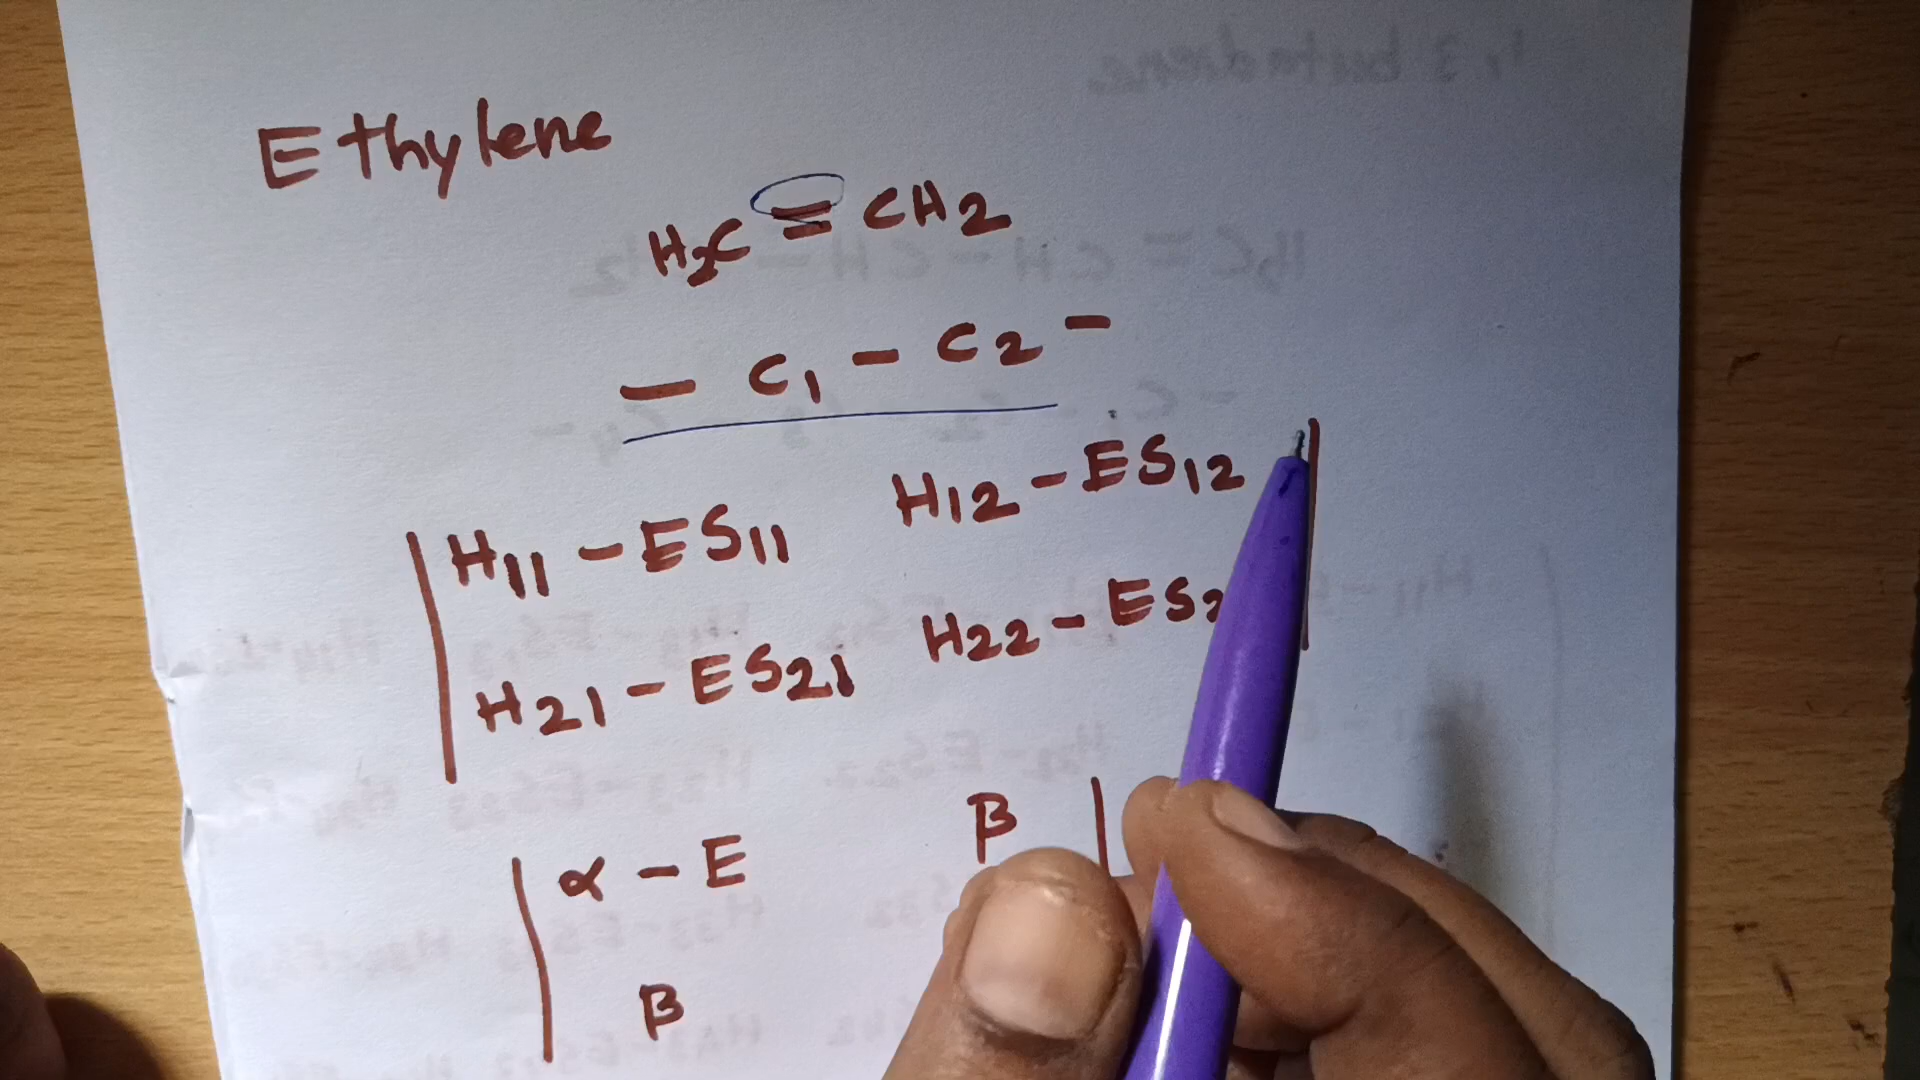 Ethylene
H2C = CH2
– C1 – C2 –
| H11 – ES11 H12 – ES12 |
| H21 – ES21 H22 – ES2 |
| α – E β |
| β